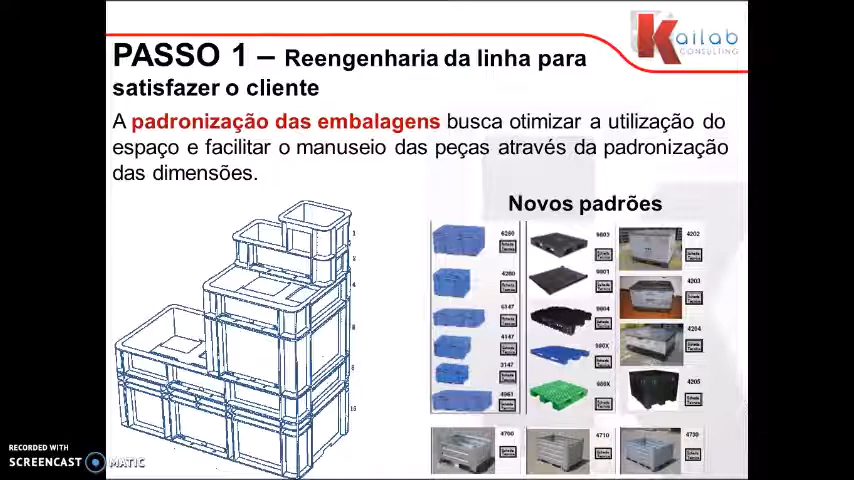 Kailab
CONSULTING
PASSO 1 – Reengenharia da linha para
satisfazer o cliente
A padronização das embalagens busca otimizar a utilização do
espaço e facilitar o manuseio das peças através da padronização
das dimensões.
Novos padrões
6280
4280
6147
4147
3147
4961
9802
9801
9804
4202
4203
4204
4205
4700
4710
4730
RECORDED WITH
SCREENCAST MATIC